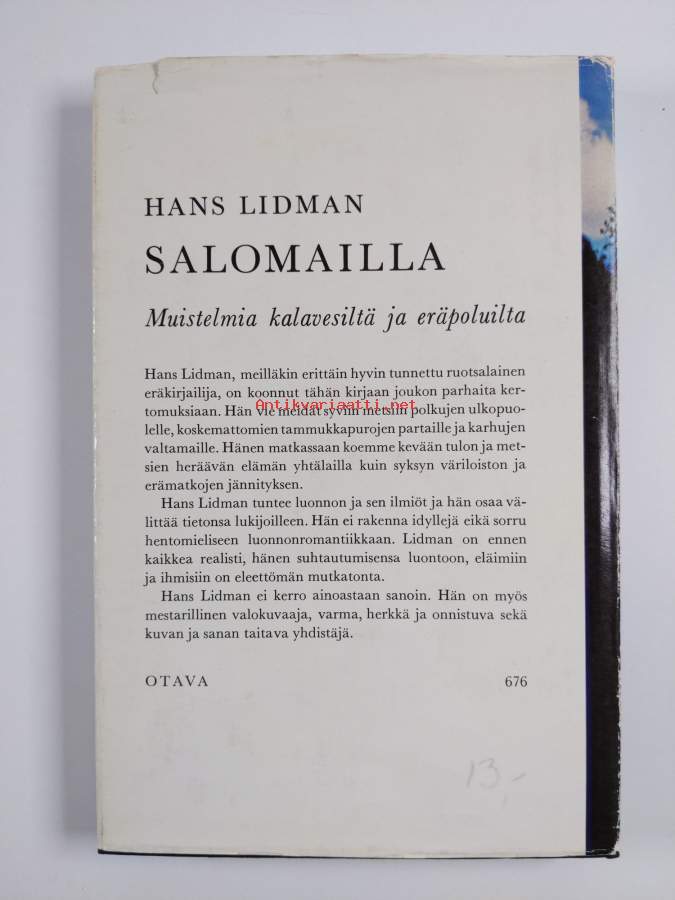 HANS LIDMAN
SALOMAILLA
Muistelmia kalavesiltä ja eräpoluilta
Hans Lidman, meilläkin erittäin hyvin tunnettu ruotsalainen
eräkirjailija, on koonnut tähän kirjaan joukon parhaita ker-
tomuksiaan. Hän vie meidät syviin metsiin polkujen ulkopuo-
Antikvariaatti.net
lelle, koskemattomien tammukkapurojen partaille ja karhujen
valtamaille. Hänen matkassaan koemme kevään tulon ja met-
sien heräävän elämän yhtälailla kuin syksyn väriloiston ja
erämatkojen jännityksen.
Hans Lidman tuntee luonnon ja sen ilmiöt ja hän osaa vä-
littää tietonsa lukijoilleen. Hän ei rakenna idyllejä eikä sorru
hentomieliseen luonnonromantiikkaan. Lidman on ennen
kaikkea realisti, hänen suhtautumisensa luontoon, eläimiin
ja ihmisiin on eleettömän mutkatonta.
Hans Lidman ei kerro ainoastaan sanoin. Hän on myös
mestarillinen valokuvaaja, varma, herkkä ja onnistuva sekä
kuvan ja sanan taitava yhdistäjä.
OTAVA 676
13,-